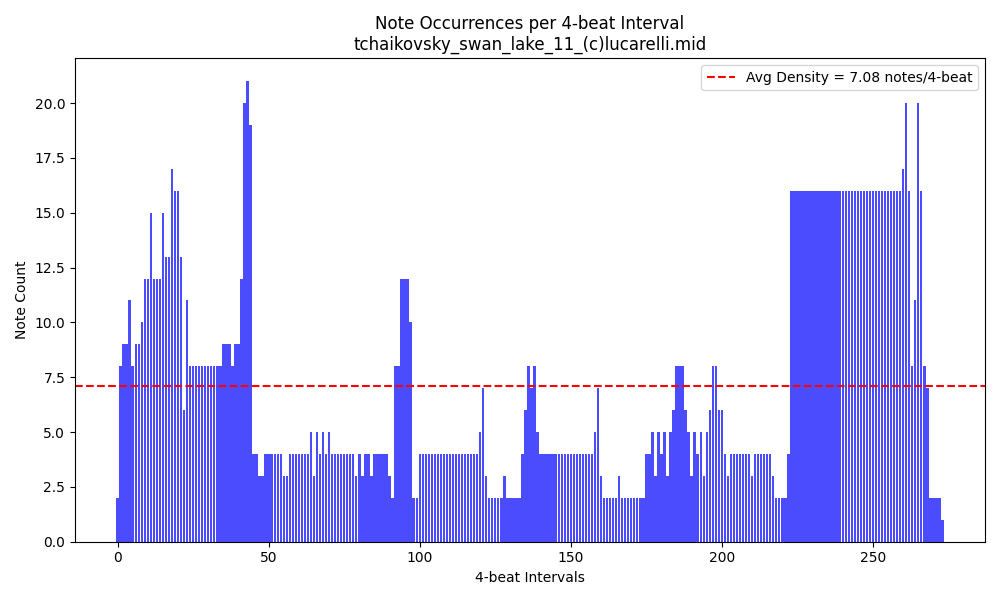 Note Occurrences per 4-beat Interval
tchaikovsky_swan_lake_11_(c)lucarelli.mid
Avg Density = 7.08 notes/4-beat
20.0
17.5
15.0
12.5
10.0
7.5
5.0
2.5
0.0
Note Count
0 50 100 150 200 250
4-beat Intervals